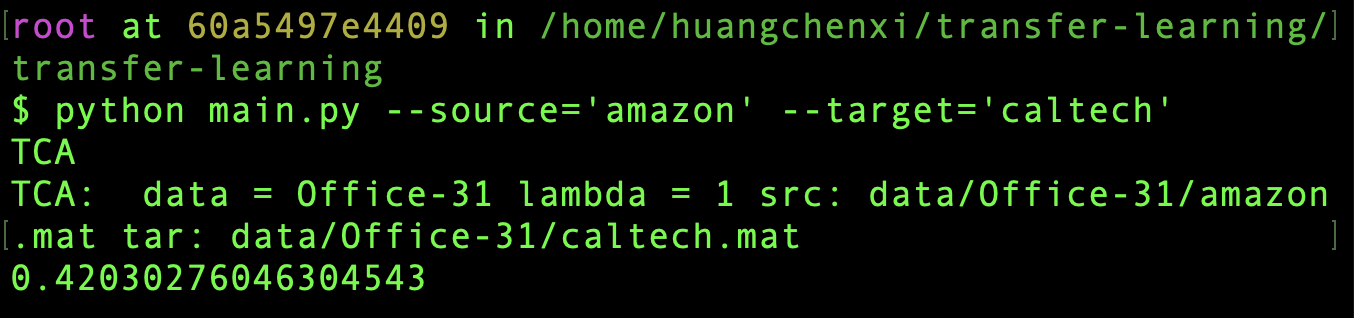 [root at 60a5497e4409 in /home/huangchenxi/transfer-learning/]
transfer-learning
$ python main.py --source='amazon' --target='caltech'
TCA
TCA:  data = Office-31 lambda = 1 src: data/Office-31/amazon
[.mat tar: data/Office-31/caltech.mat ]
0.42030276046304543